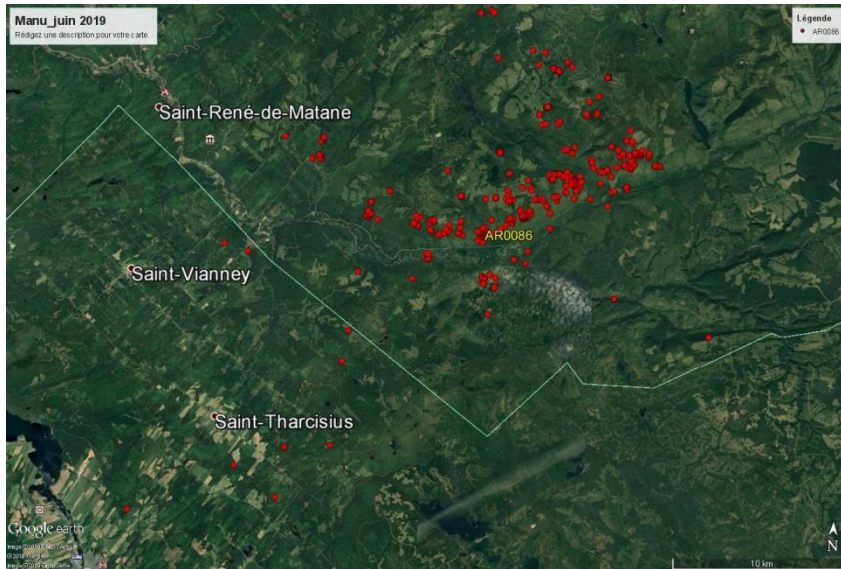 Manu_juin 2019
Rédigez une description pour votre carte.
Légende
AR0086
Saint-René-de-Matane
AR0086
Saint-Vianney
Saint-Tharcisius
Google earth
N
10 km